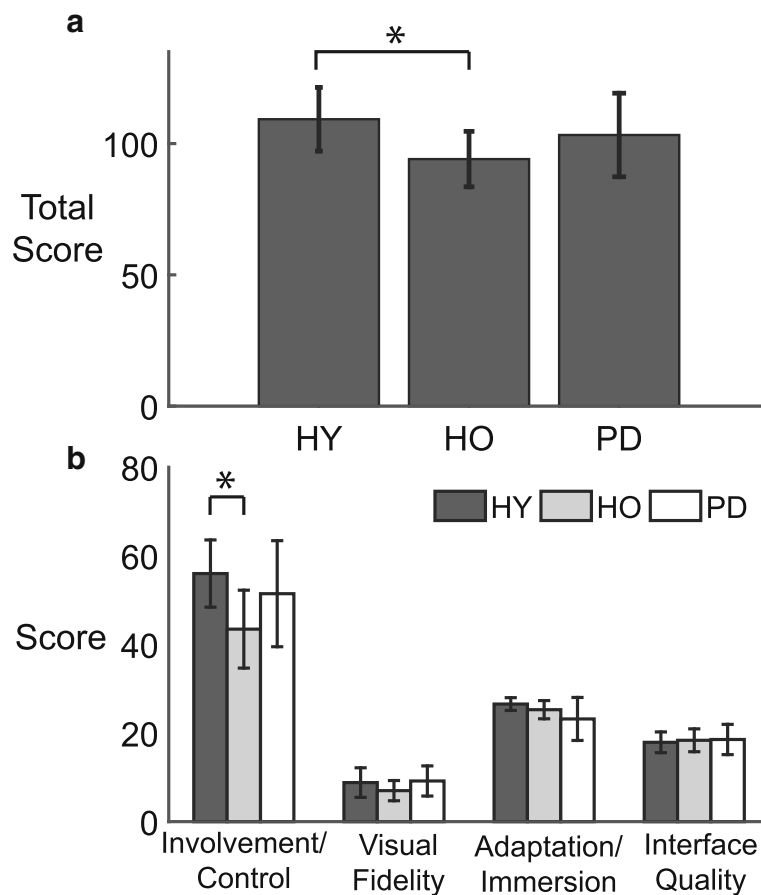 a
*
100
Total
Score
50
0
HY HO PD
b
80
*
HY HO PD
60
Score
40
20
0
Involvement/ Visual Adaptation/ Interface
Control Fidelity Immersion Quality